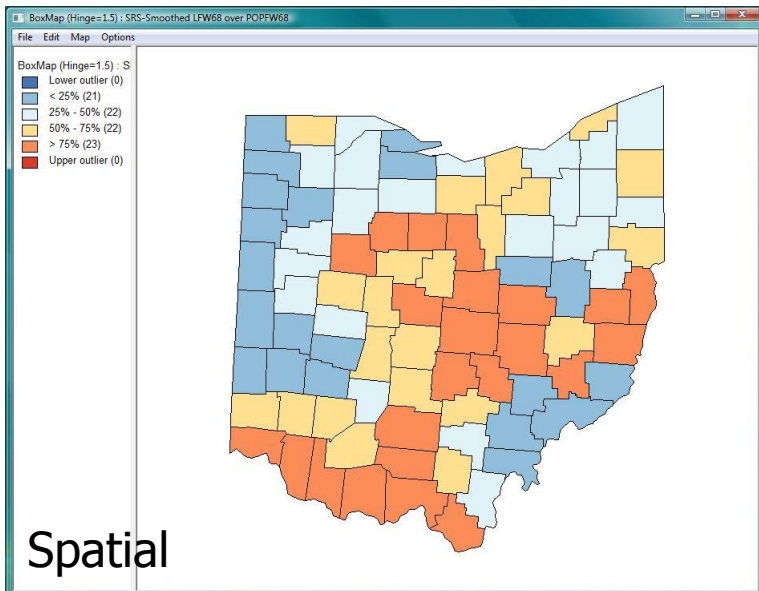 BoxMap (Hinge=1.5) : SRS-Smoothed LFW68 over POPFW68
File Edit Map Options
BoxMap (Hinge=1.5) : S
Lower outlier (0)
< 25% (21)
25% - 50% (22)
50% - 75% (22)
> 75% (23)
Upper outlier (0)
Spatial